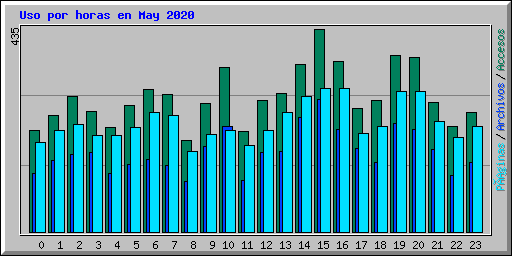 Uso por horas en May 2020
435
Pÿginas / Archivos / Accesos
0 1 2 3 4 5 6 7 8 9 10 11 12 13 14 15 16 17 18 19 20 21 22 23